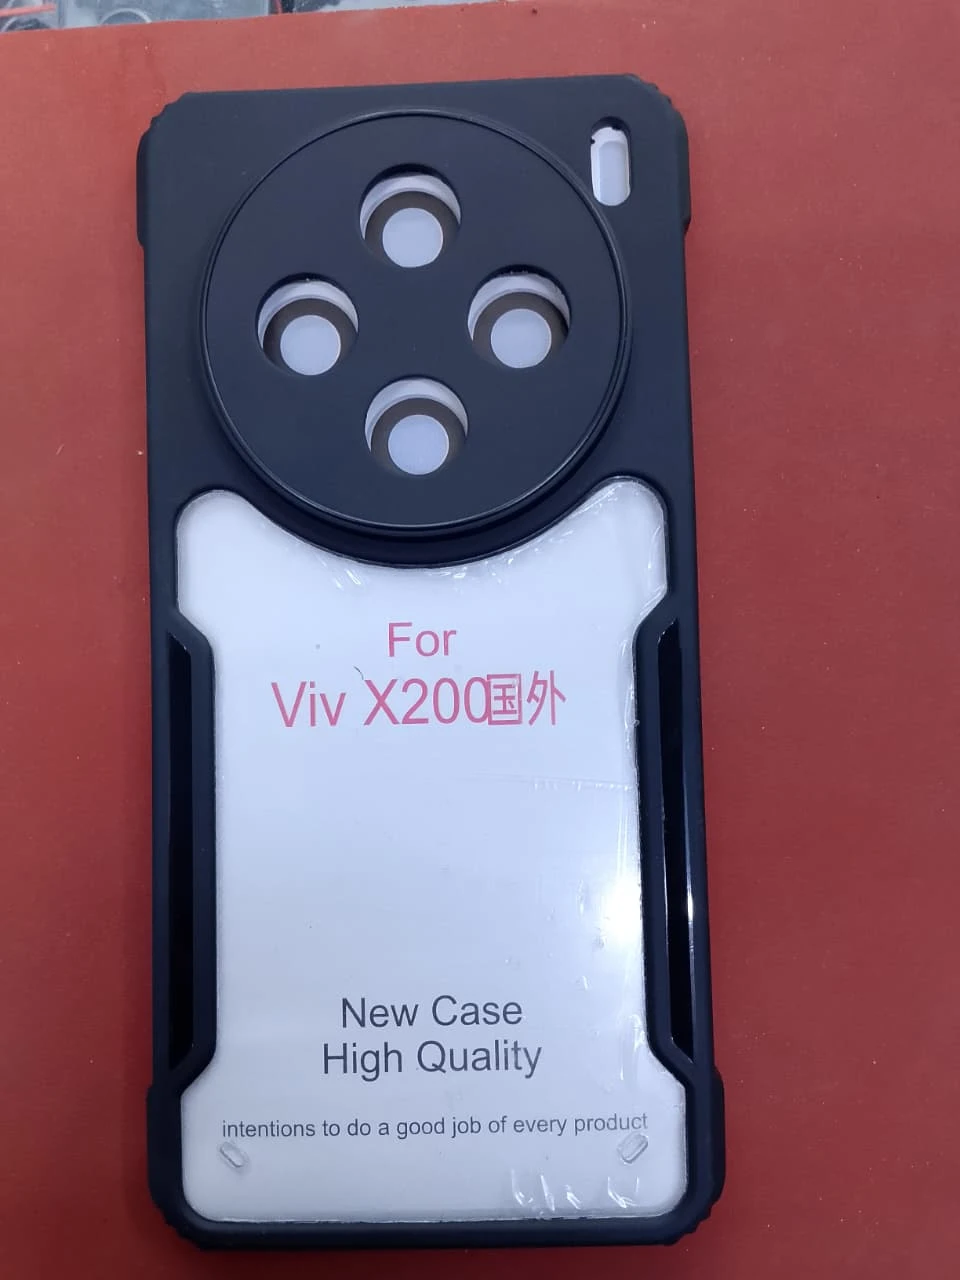 For
Viv X200国外
New Case
High Quality
intentions to do a good job of every product